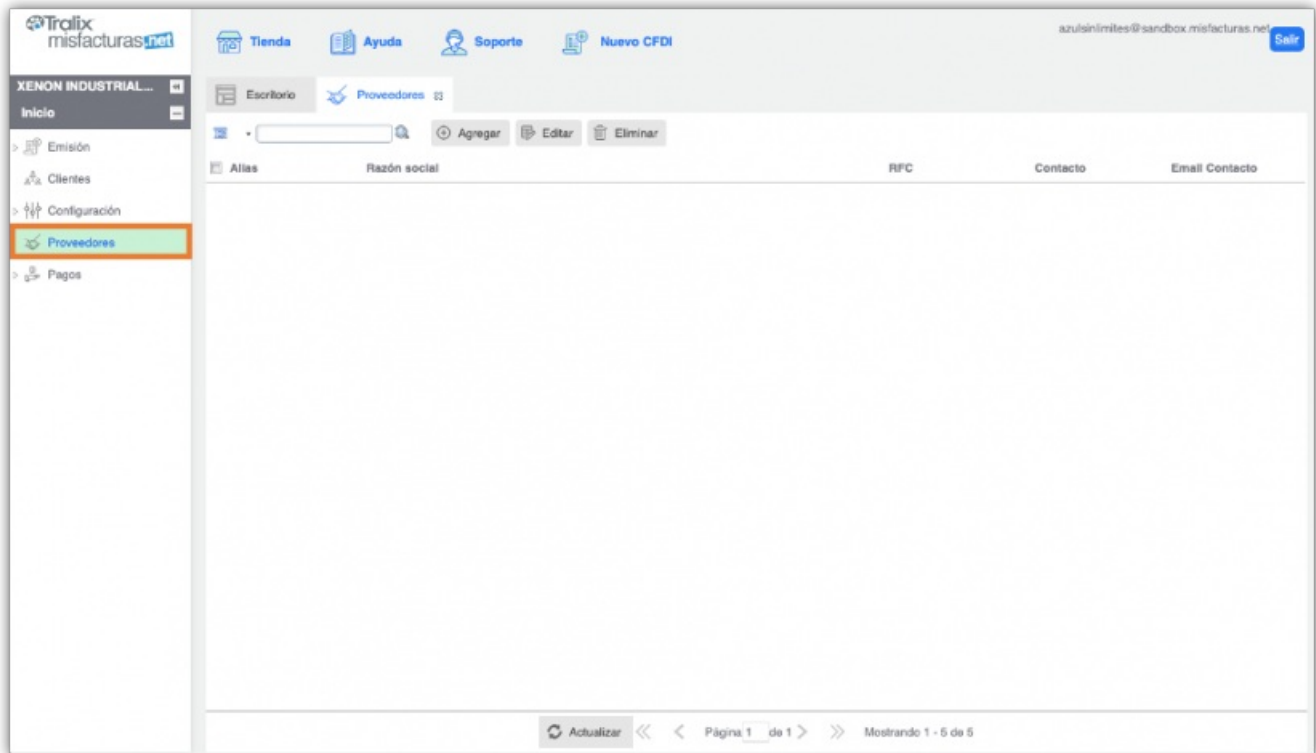 Tralix
misfacturas.net
Tienda
Ayuda
Soporte
Nuevo CFDI
azulsinlimites@sandbox.misfacturas.net
Salir
XENON INDUSTRIAL...
Inicio
Emisión
Clientes
Configuración
Proveedores
Pagos
Escritorio
Proveedores
Agregar
Editar
Eliminar
Alias
Razón social
RFC
Contacto
Email Contacto
Actualizar
Página 1 de 1
Mostrando 1 - 5 de 5